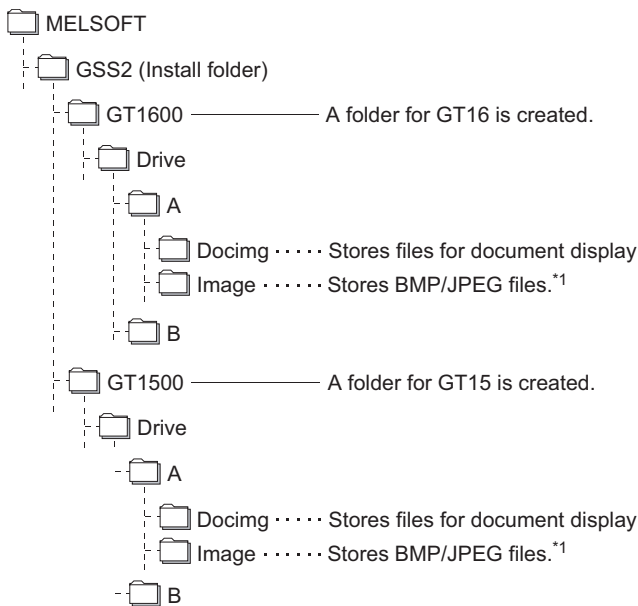 MELSOFT
GSS2 (Install folder)
GT1600 A folder for GT16 is created.
Drive
A
Docimg ····· Stores files for document display
Image ······ Stores BMP/JPEG files.*1
B
GT1500 A folder for GT15 is created.
Drive
A
Docimg ····· Stores files for document display
Image ······ Stores BMP/JPEG files.*1
B